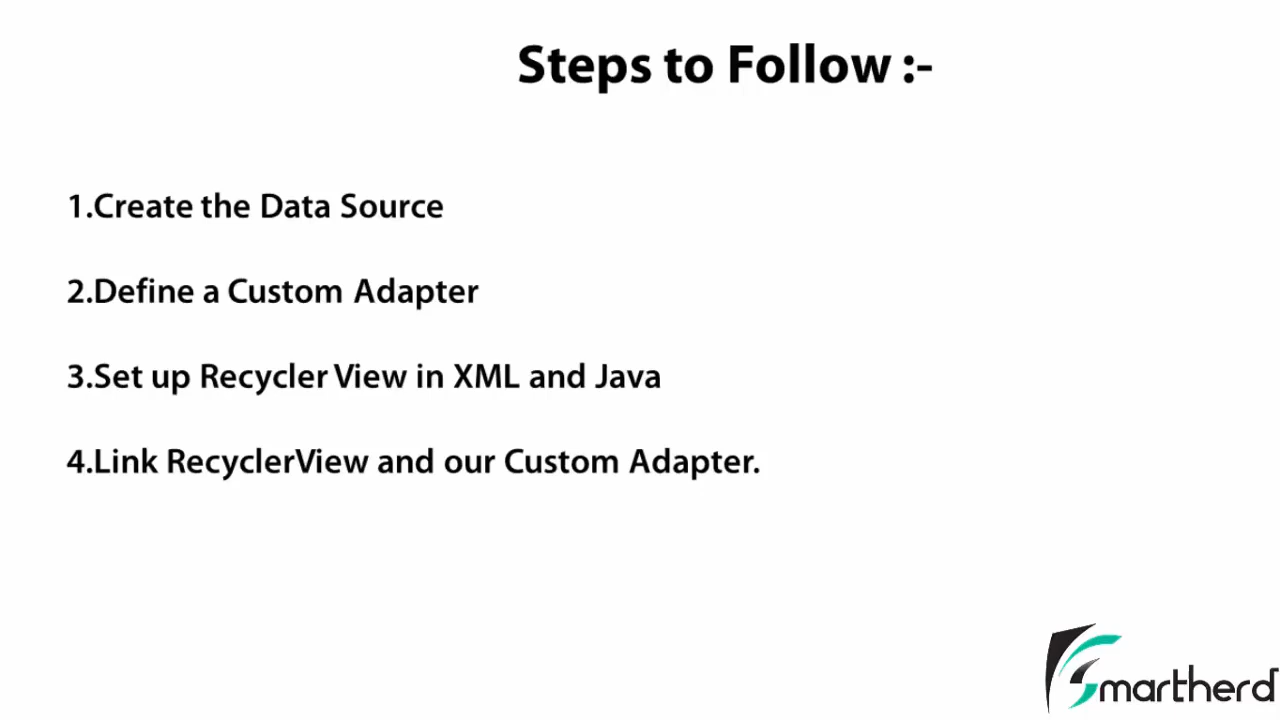 Steps to Follow :-
1.Create the Data Source
2.Define a Custom Adapter
3.Set up Recycler View in XML and Java
4.Link RecyclerView and our Custom Adapter.
Smartherd